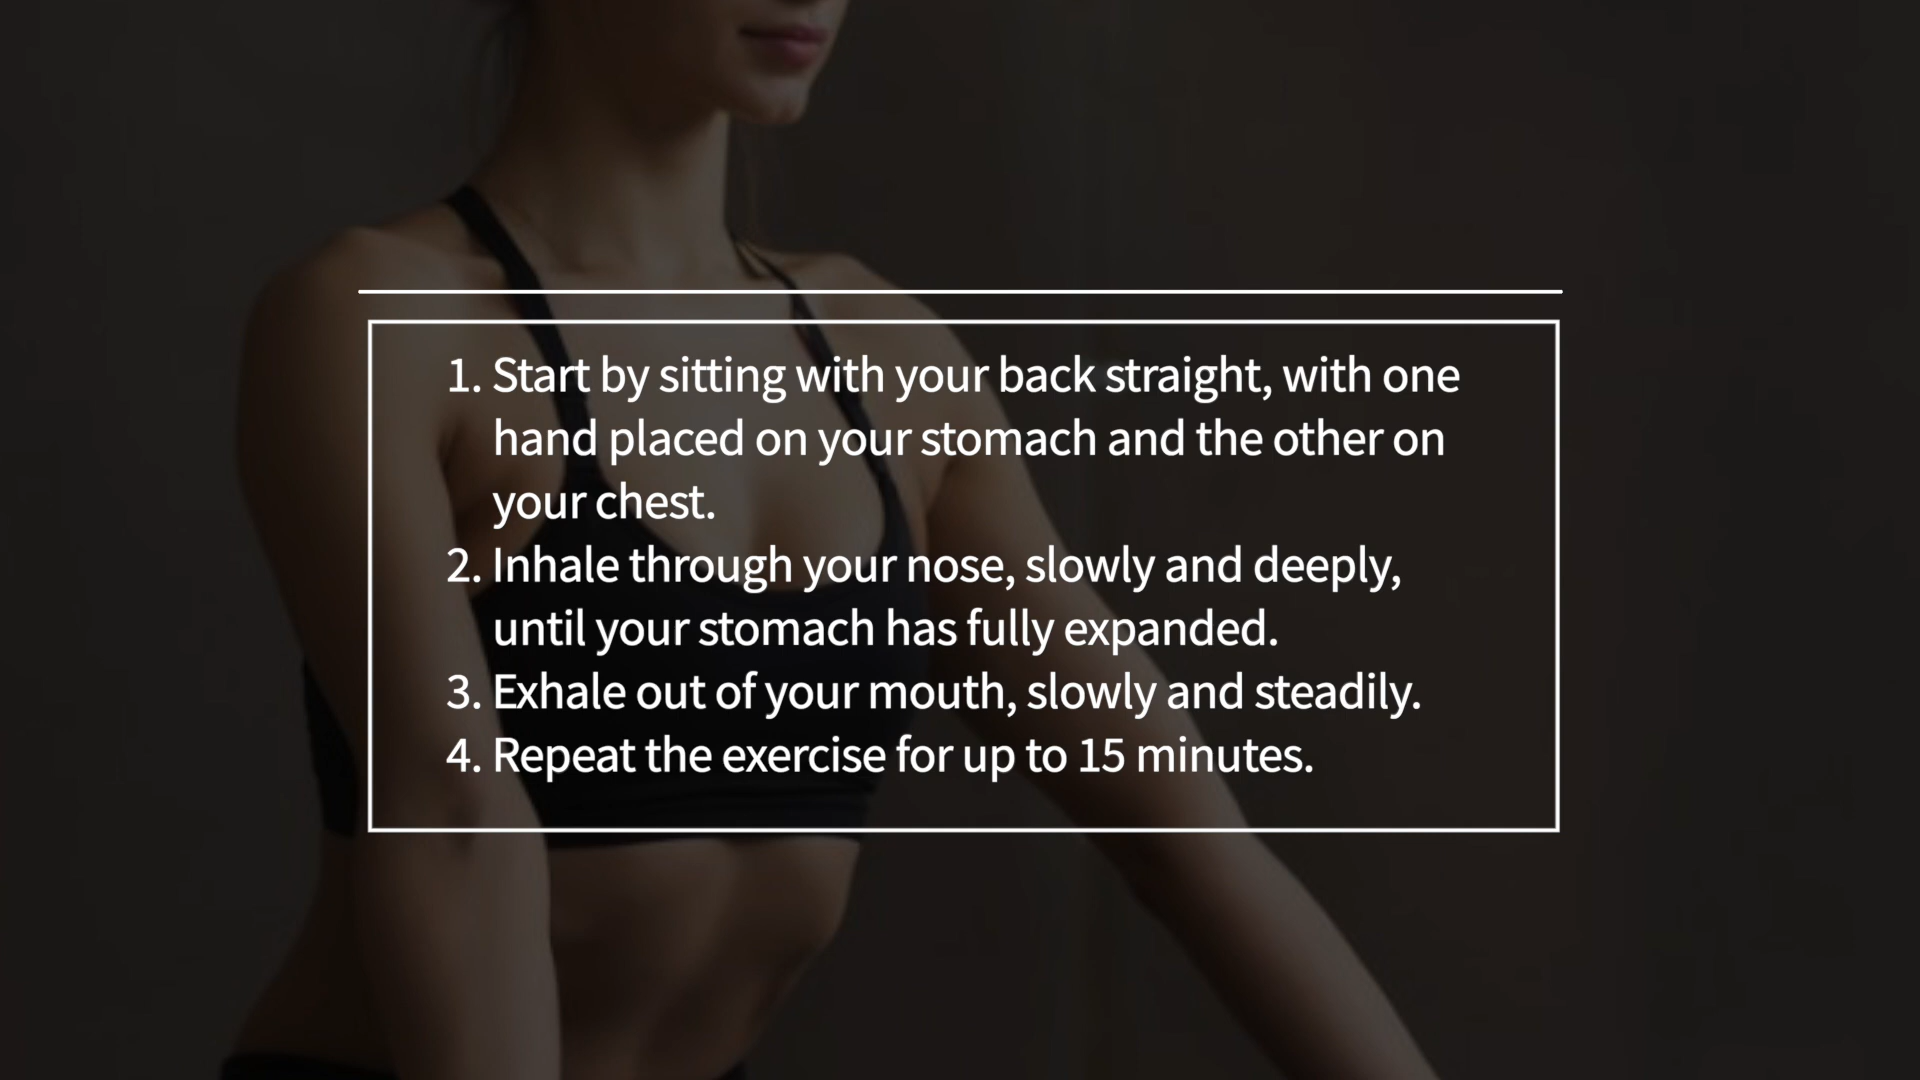 1. Start by sitting with your back straight, with one
hand placed on your stomach and the other on
your chest.
2. Inhale through your nose, slowly and deeply,
until your stomach has fully expanded.
3. Exhale out of your mouth, slowly and steadily.
4. Repeat the exercise for up to 15 minutes.